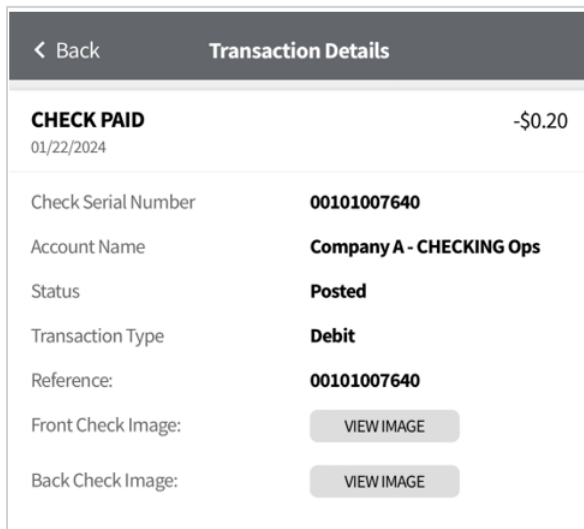 Back Transaction Details
CHECK PAID -$0.20
01/22/2024
Check Serial Number 00101007640
Account Name Company A - CHECKING Ops
Status Posted
Transaction Type Debit
Reference: 00101007640
Front Check Image: VIEW IMAGE
Back Check Image: VIEW IMAGE